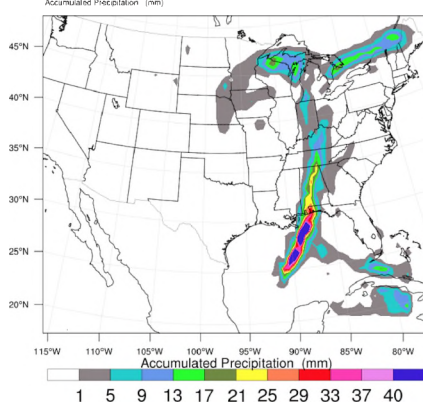 Accumulated Precipitation (mm)
45°N
40°N
35°N
30°N
25°N
20°N
115°W 110°W 105°W 100°W 95°W 90°W 85°W 80°W
Accumulated Precipitation (mm)
1 5 9 13 17 21 25 29 33 37 40